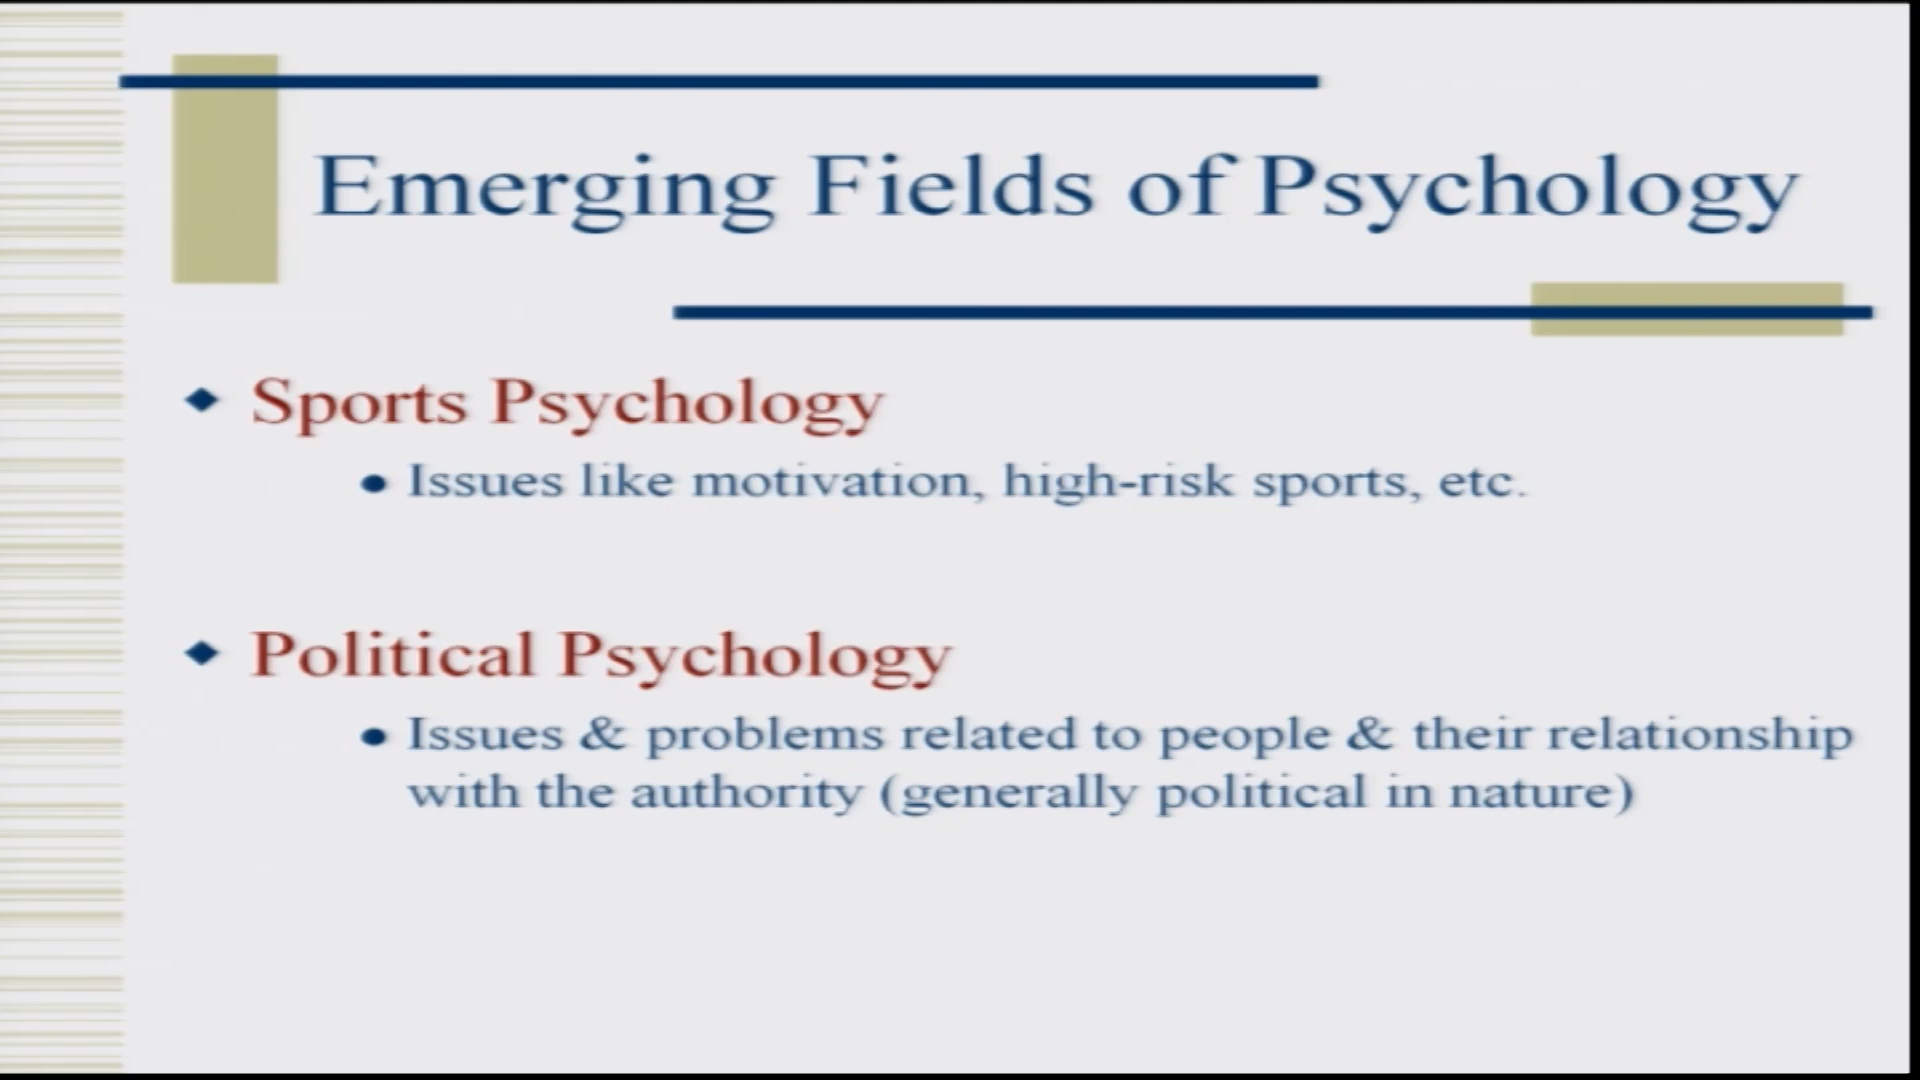 Emerging Fields of Psychology
Sports Psychology
Issues like motivation, high-risk sports, etc.
Political Psychology
Issues & problems related to people & their relationship
with the authority (generally political in nature)